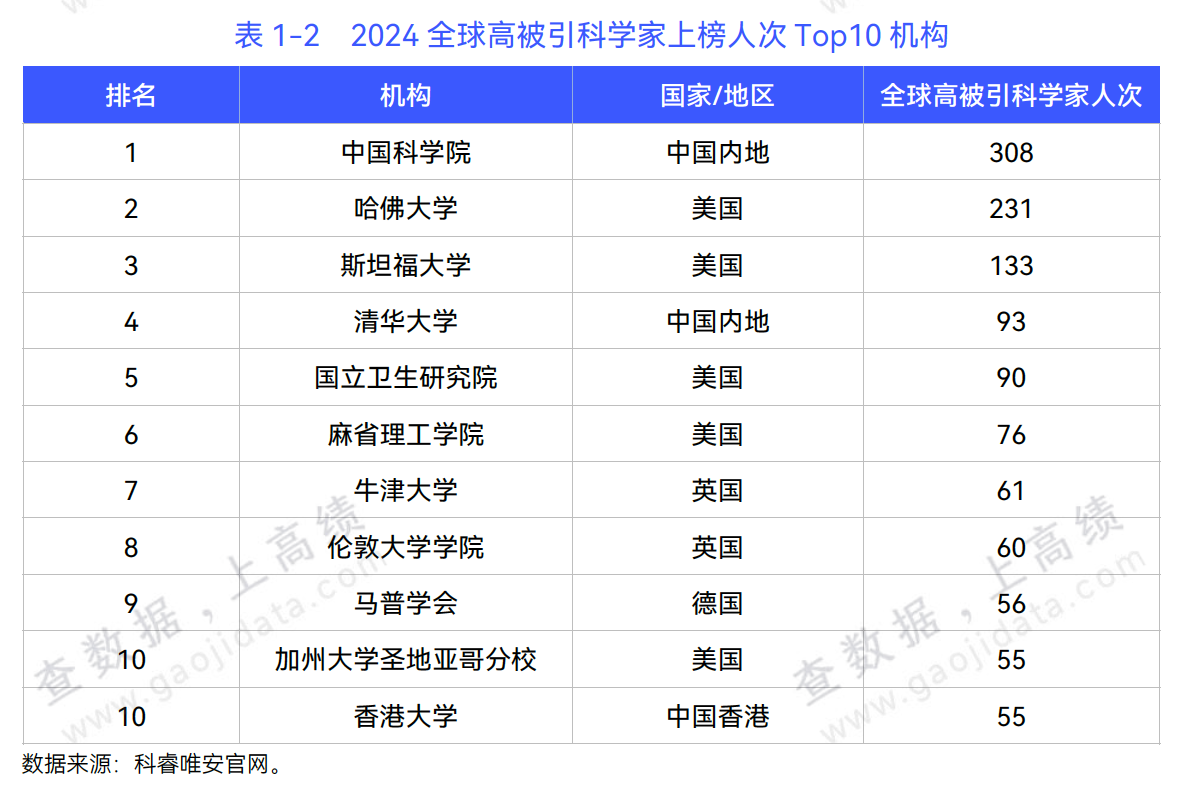 表 1-2 2024 全球高被引科学家上榜人次 Top10 机构
排名 机构 国家/地区 全球高被引科学家人次
1 中国科学院 中国内地 308
2 哈佛大学 美国 231
3 斯坦福大学 美国 133
4 清华大学 中国内地 93
5 国立卫生研究院 美国 90
6 麻省理工学院 美国 76
7 牛津大学 英国 61
8 伦敦大学学院 英国 60
9 马普学会 德国 56
10 加州大学圣地亚哥分校 美国 55
10 香港大学 中国香港 55
数据来源：科睿唯安官网。
查数据，上高绩
www.gaojidata.com
查数据，上高绩
www.gaojidata.com